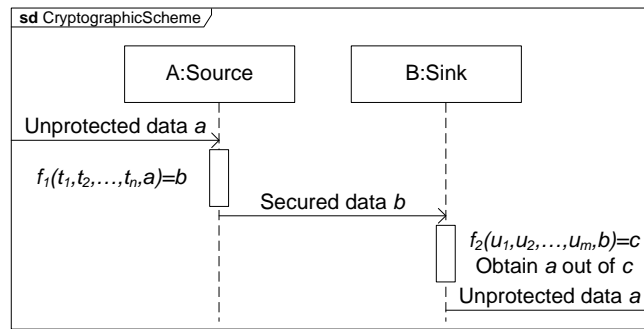 sd CryptographicScheme
A:Source
B:Sink
Unprotected data a
f₁(t₁,t₂,…,tₙ,a)=b
Secured data b
f₂(u₁,u₂,…,uₘ,b)=c
Obtain a out of c
Unprotected data a